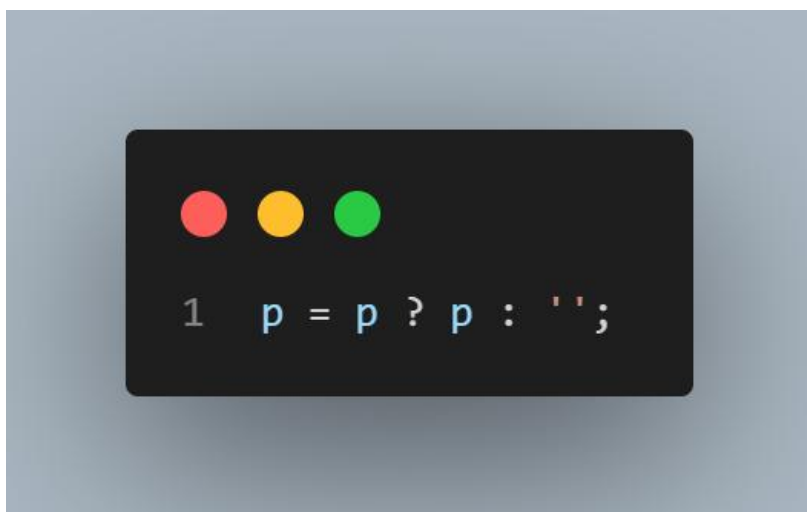 1 p = p ? p : '';